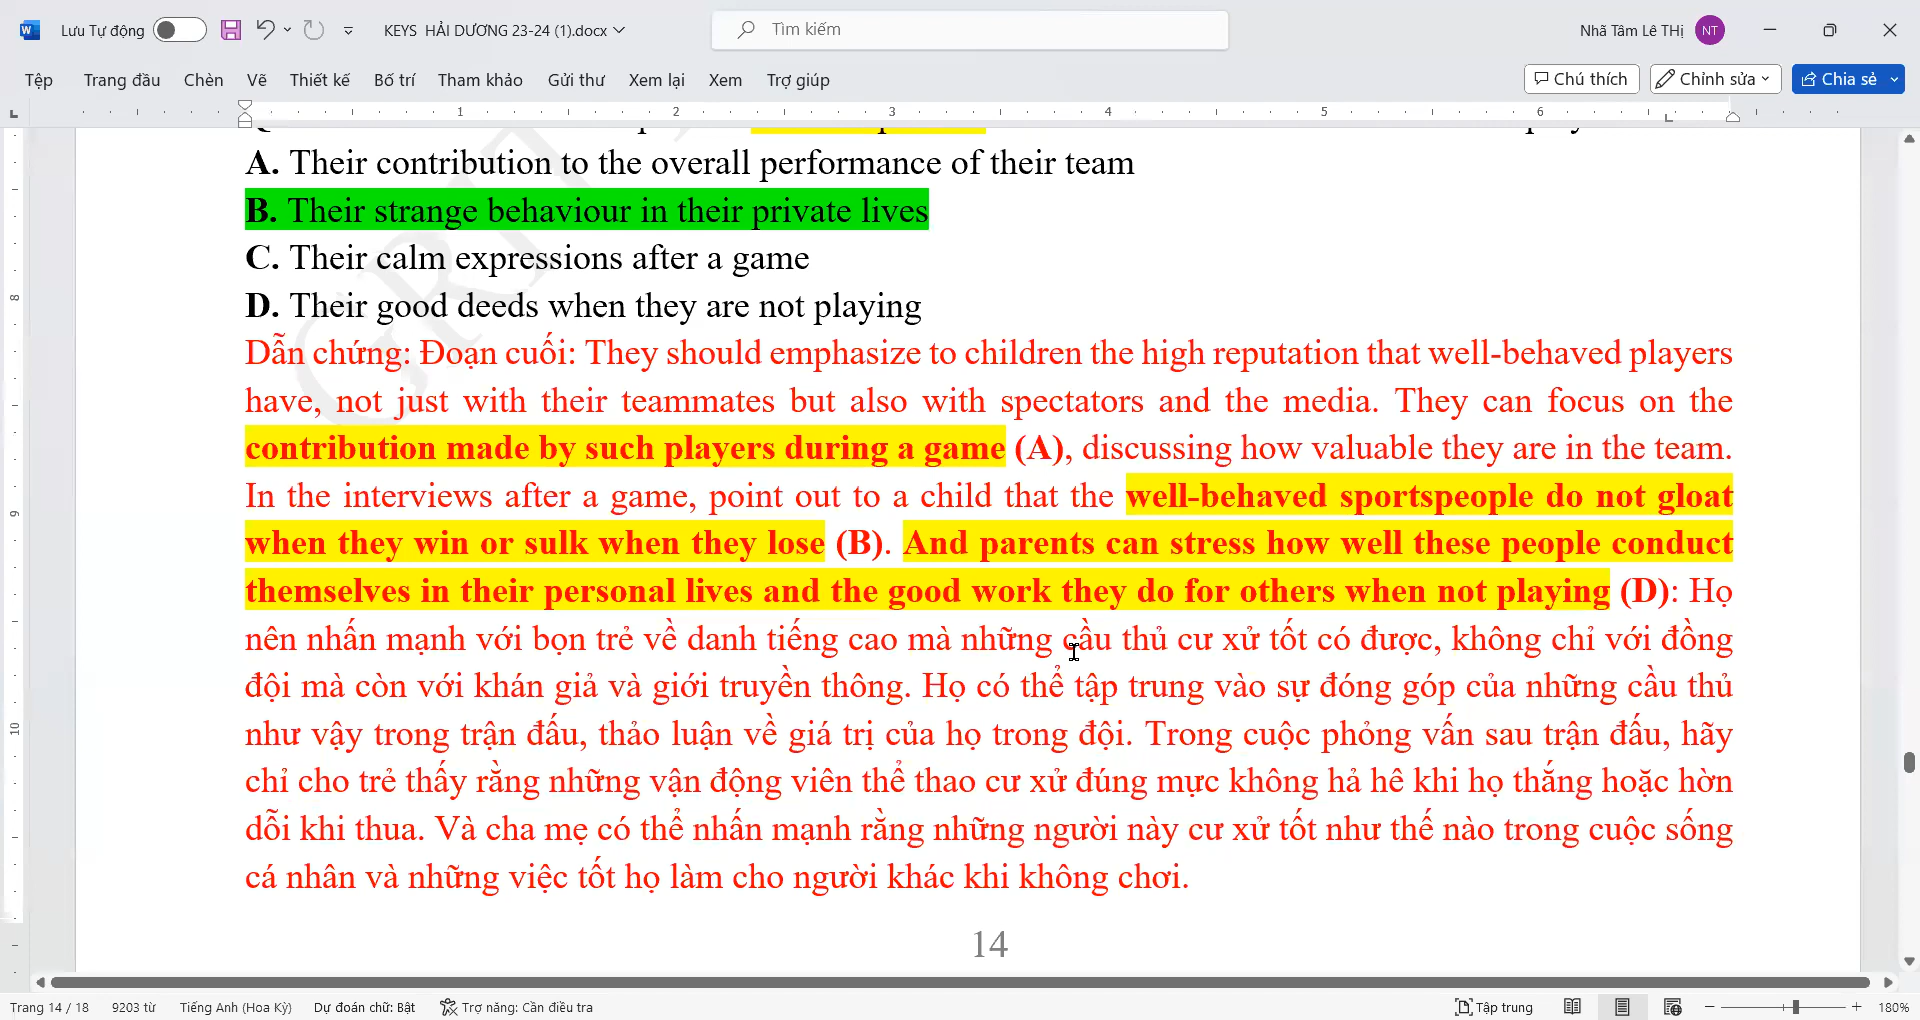 Lưu Tự động
KEYS HẢI DƯƠNG 23-24 (1).docx
Tìm kiếm
Nhã Tâm Lê THị
NT
Tệp Trang đầu Chèn Vẽ Thiết kế Bố trí Tham khảo Gửi thư Xem lại Xem Trợ giúp
Chú thích
Chỉnh sửa
Chia sẻ
1 2 3 4 5 6
A. Their contribution to the overall performance of their team
B. Their strange behaviour in their private lives
C. Their calm expressions after a game
D. Their good deeds when they are not playing
Dẫn chứng: Đoạn cuối: They should emphasize to children the high reputation that well-behaved players
have, not just with their teammates but also with spectators and the media. They can focus on the
contribution made by such players during a game (A), discussing how valuable they are in the team.
In the interviews after a game, point out to a child that the well-behaved sportspeople do not gloat
when they win or sulk when they lose (B). And parents can stress how well these people conduct
themselves in their personal lives and the good work they do for others when not playing (D): Họ
nên nhấn mạnh với bọn trẻ về danh tiếng cao mà những cầu thủ cư xử tốt có được, không chỉ với đồng
đội mà còn với khán giả và giới truyền thông. Họ có thể tập trung vào sự đóng góp của những cầu thủ
như vậy trong trận đấu, thảo luận về giá trị của họ trong đội. Trong cuộc phỏng vấn sau trận đấu, hãy
chỉ cho trẻ thấy rằng những vận động viên thể thao cư xử đúng mực không hả hê khi họ thắng hoặc hờn
dỗi khi thua. Và cha mẹ có thể nhấn mạnh rằng những người này cư xử tốt như thế nào trong cuộc sống
cá nhân và những việc tốt họ làm cho người khác khi không chơi.
14
8
9
10
Trang 14 / 18 9203 từ Tiếng Anh (Hoa Kỳ) Dự đoán chữ: Bật Trợ năng: Cần điều tra
Tập trung
180%